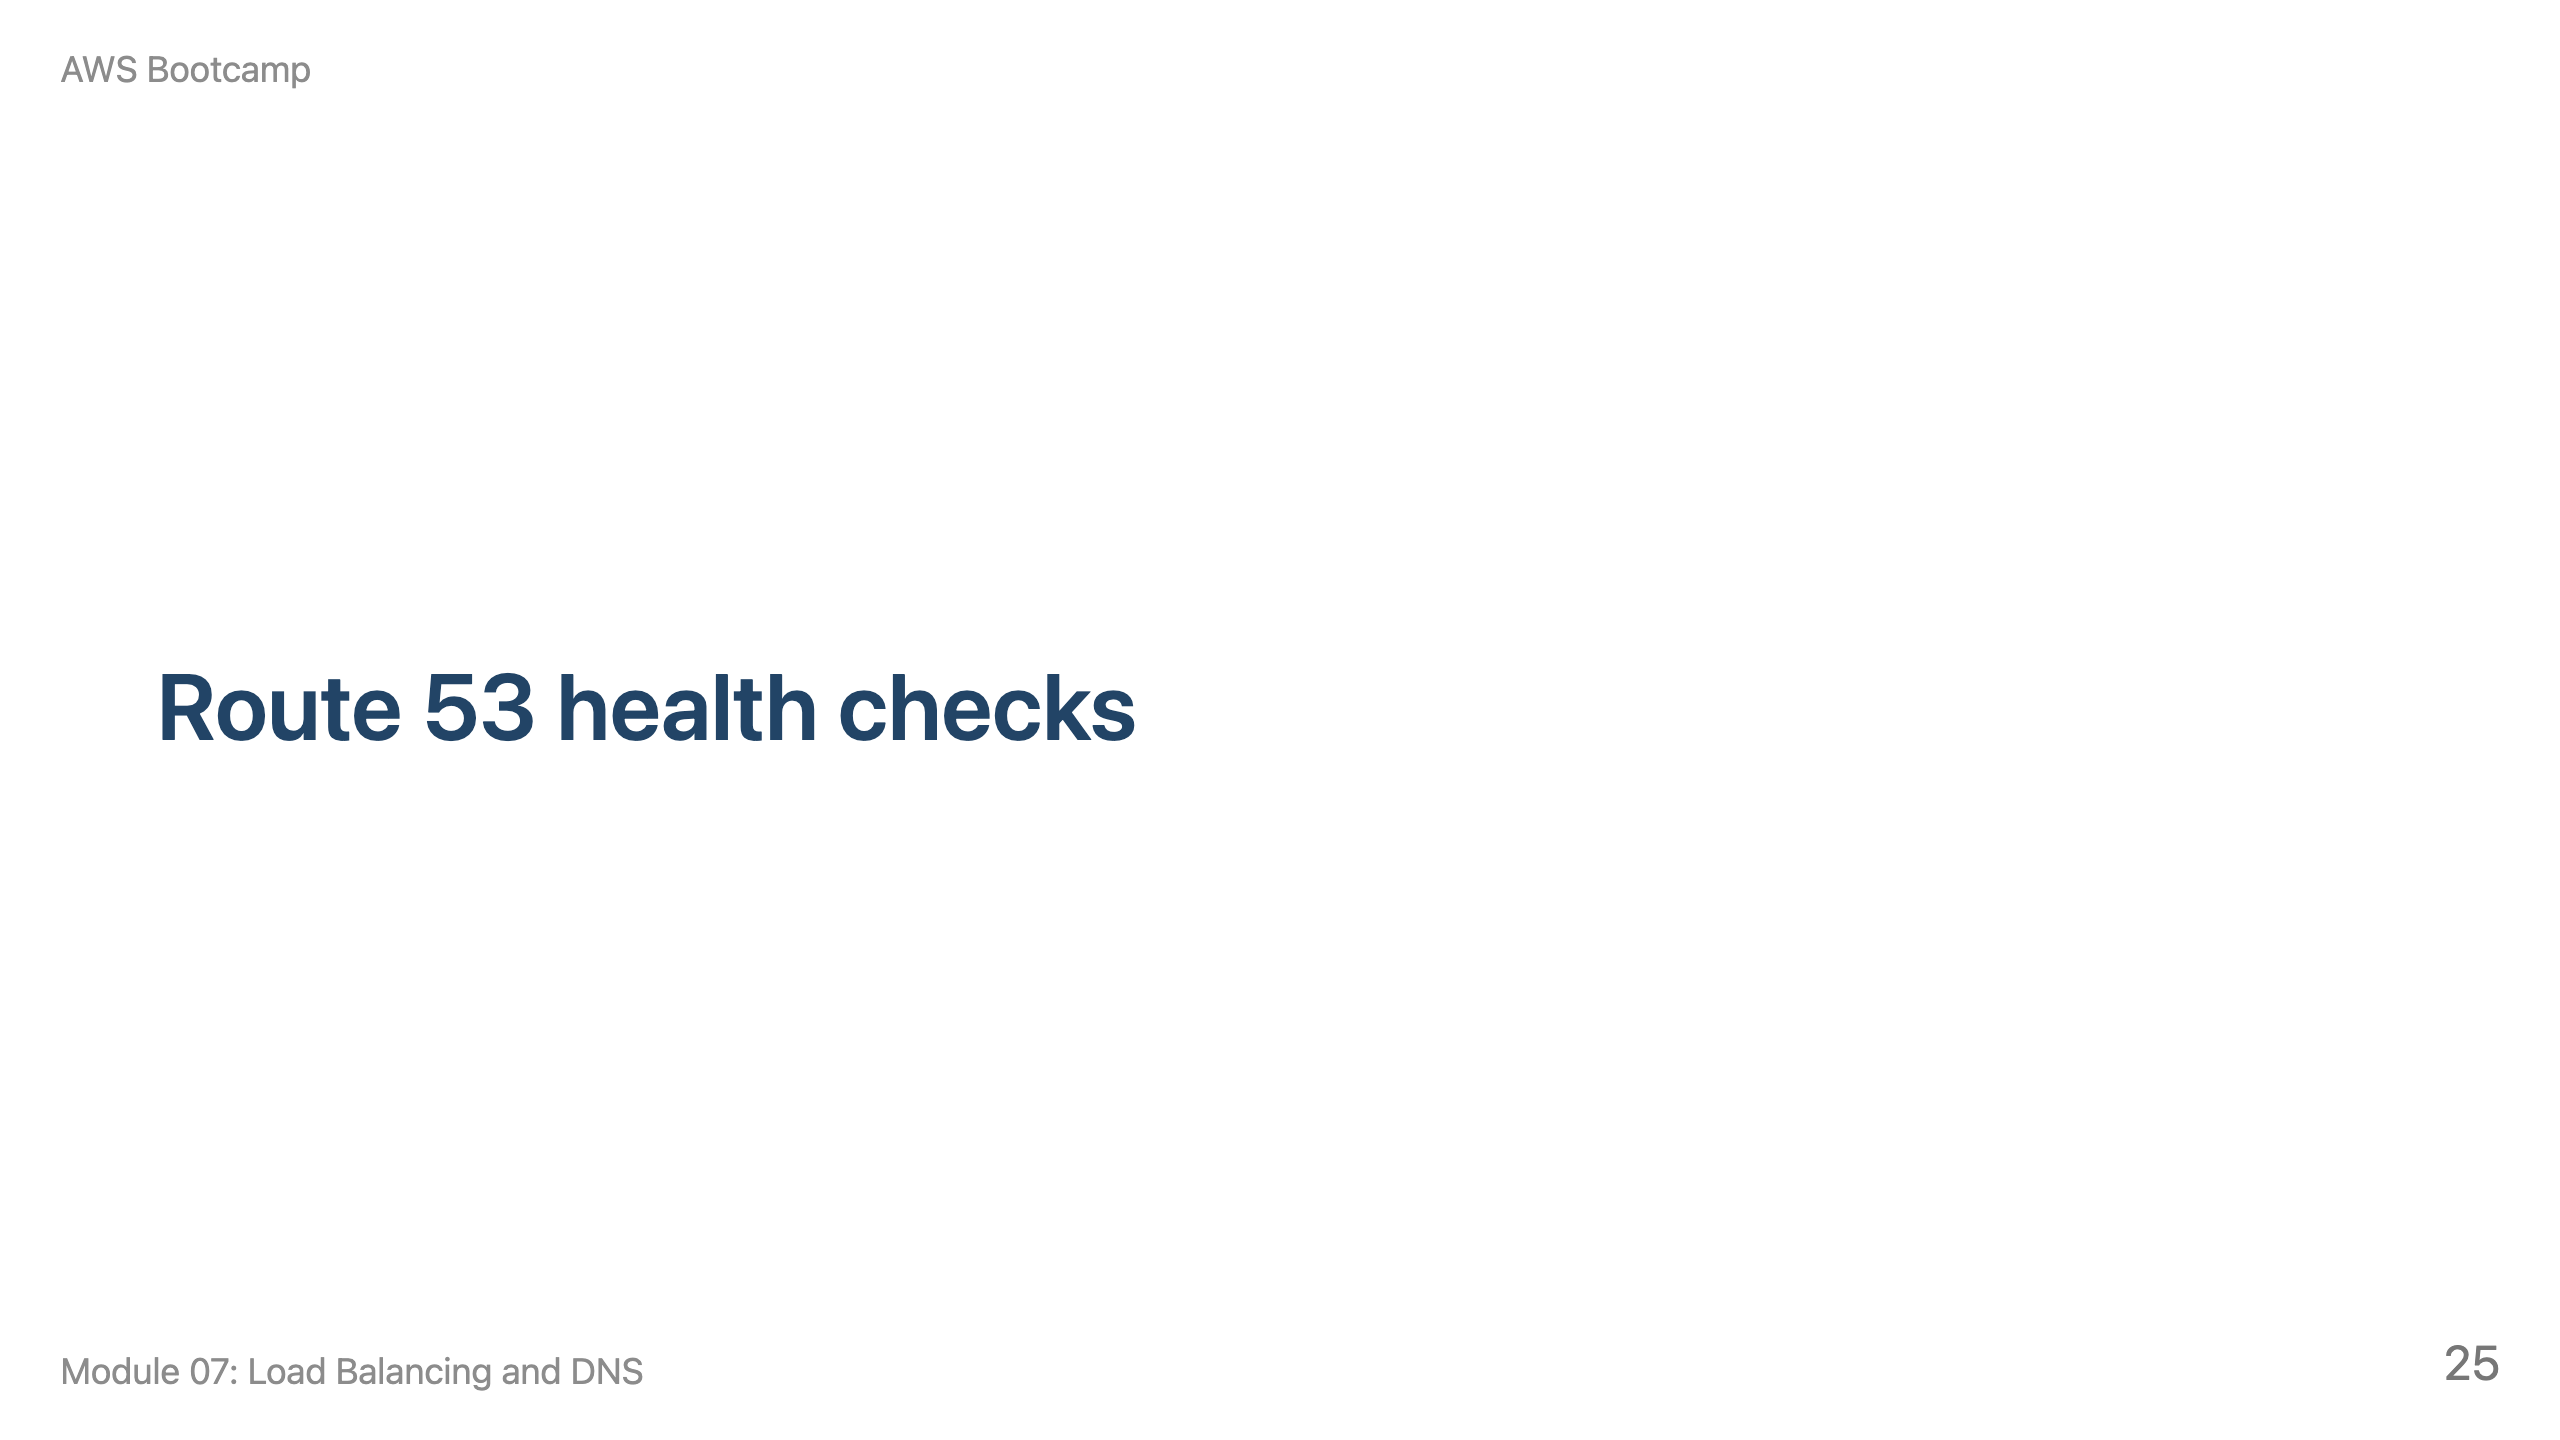 AWS Bootcamp
Route 53 health checks
Module 07: Load Balancing and DNS
25